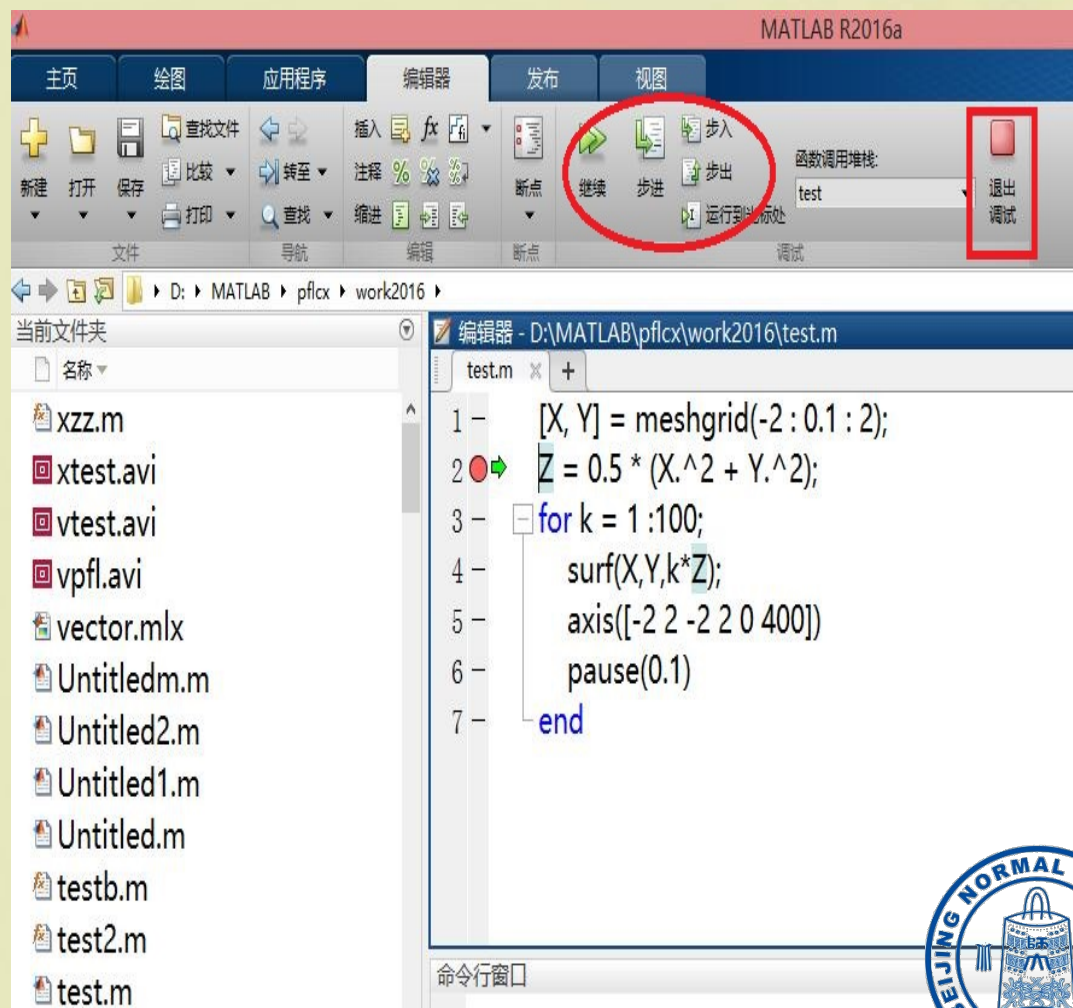 MATLAB R2016a
主页 绘图 应用程序 编辑器 发布 视图
新建 打开 保存 查找文件 比较 打印
文件
转至 查找
导航
插入 fx
注释
缩进
编辑
断点
断点
继续 步进 步入 步出 运行到光标处
函数调用堆栈:
test
退出
调试
调试
D: MATLAB pflcx work2016
当前文件夹
名称
xzz.m
xtest.avi
vtest.avi
vpfl.avi
vector.mlx
Untitledm.m
Untitled2.m
Untitled1.m
Untitled.m
testb.m
test2.m
test.m
编辑器 - D:\MATLAB\pflcx\work2016\test.m
test.m × +
1 – [X, Y] = meshgrid(-2 : 0.1 : 2);
2 Z = 0.5 * (X.^2 + Y.^2);
3 – for k = 1 :100;
4 – surf(X,Y,k*Z);
5 – axis([-2 2 -2 2 0 400])
6 – pause(0.1)
7 – end
命令行窗口
BEIJING NORMAL